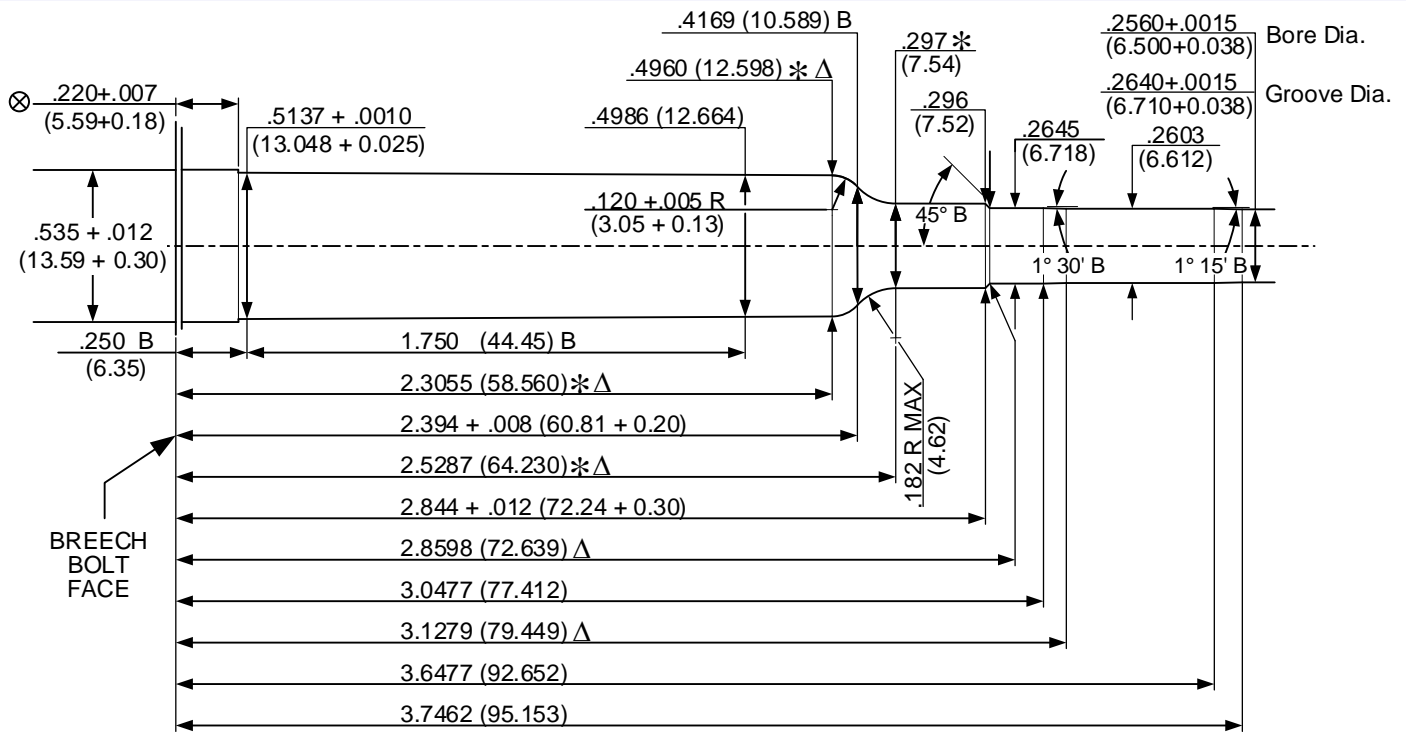 .4169 (10.589) B
.2560+.0015
(6.500+0.038)
Bore Dia.
.297 *
(7.54)
.4960 (12.598) * Δ
.2640+.0015
(6.710+0.038)
Groove Dia.
⊗ .220+.007
(5.59+0.18)
.5137 + .0010
(13.048 + 0.025)
.4986 (12.664)
.296
(7.52)
.2645
(6.718)
.2603
(6.612)
.120 +.005 R
(3.05 + 0.13)
45° B
.535 + .012
(13.59 + 0.30)
1° 30' B
1° 15' B
.250 B
(6.35)
1.750 (44.45) B
2.3055 (58.560) * Δ
2.394 + .008 (60.81 + 0.20)
.182 R MAX
(4.62)
2.5287 (64.230) * Δ
2.844 + .012 (72.24 + 0.30)
BREECH
BOLT
FACE
2.8598 (72.639) Δ
3.0477 (77.412)
3.1279 (79.449) Δ
3.6477 (92.652)
3.7462 (95.153)